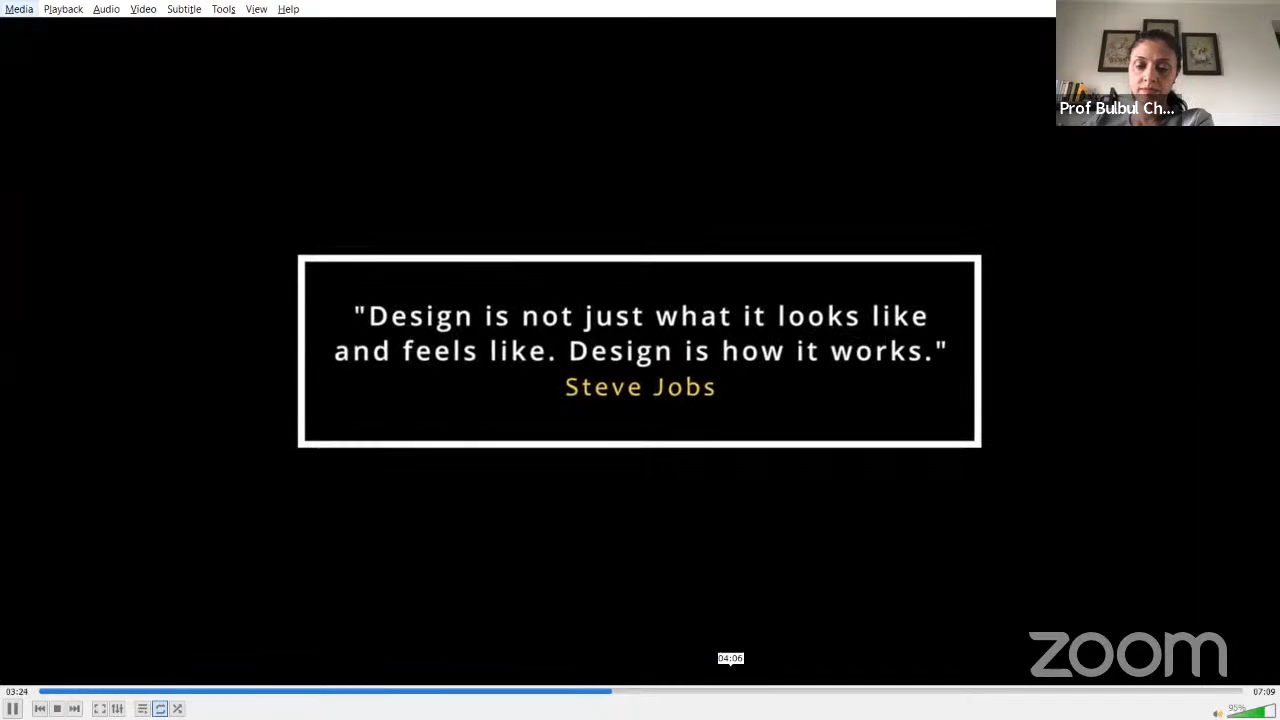 Media Playback Audio Video Subtitle Tools View Help
Prof Bulbul Ch...
"Design is not just what it looks like
and feels like. Design is how it works."
Steve Jobs
zoom
04:06
03:24
07:09
95%